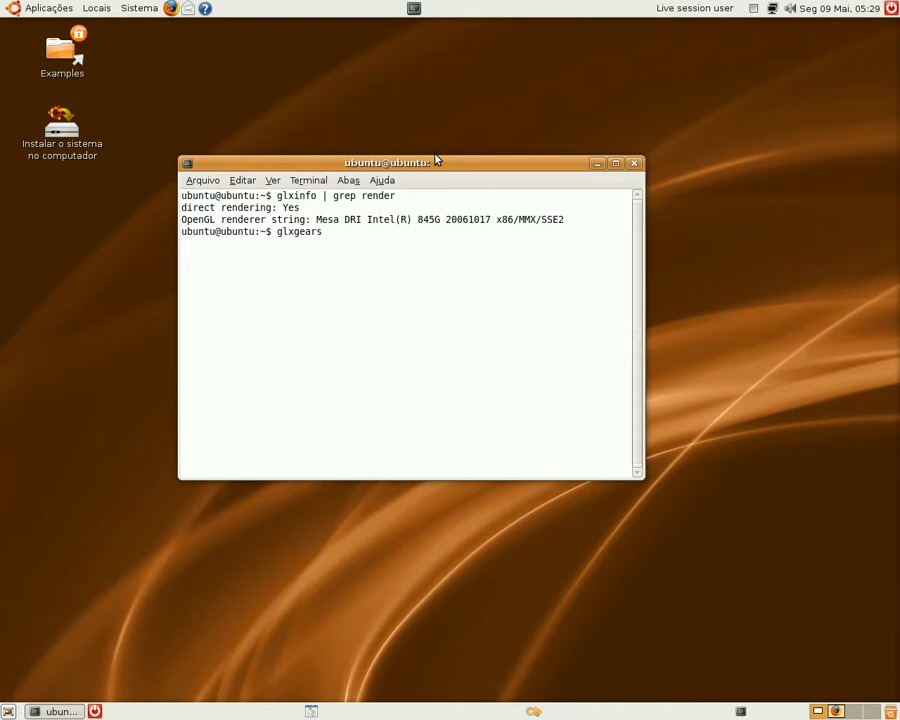 Aplicações Locais Sistema
Live session user
Seg 09 Mai, 05:29
Examples
Instalar o sistema
no computador
ubuntu@ubuntu:
Arquivo Editar Ver Terminal Abas Ajuda
ubuntu@ubuntu:~$ glxinfo | grep render
direct rendering: Yes
OpenGL renderer string: Mesa DRI Intel(R) 845G 20061017 x86/MMX/SSE2
ubuntu@ubuntu:~$ glxgears
ubun...